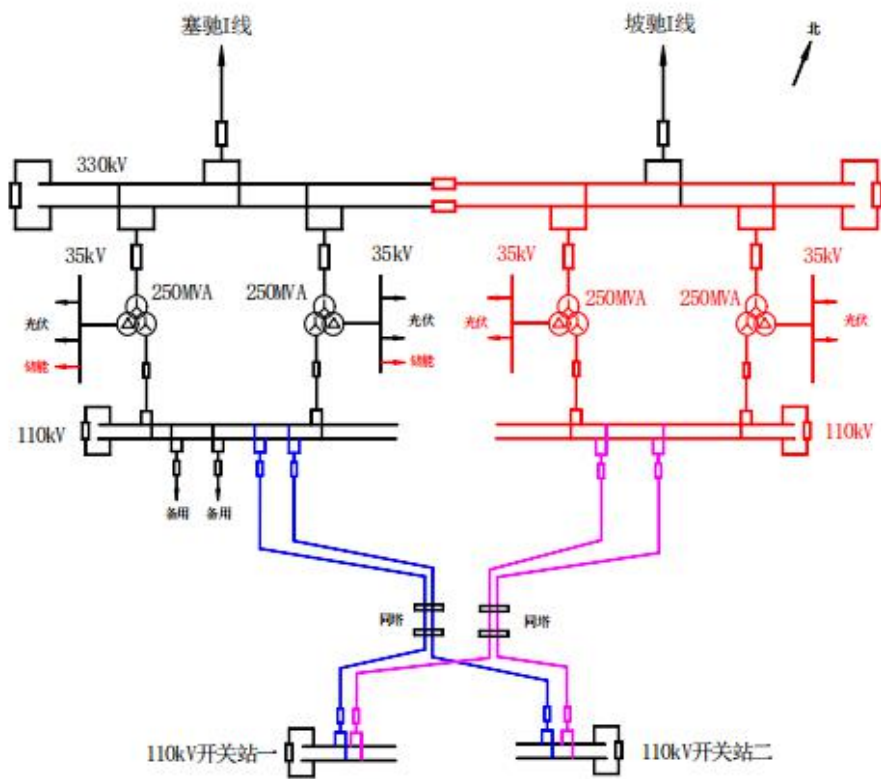 塞驰I线
坡驰I线
北
330kV
35kV
35kV
35kV
35kV
250MVA
250MVA
250MVA
250MVA
光伏
光伏
光伏
光伏
储能
储能
110kV
110kV
备用
备用
同塔
同塔
110kV开关站一
110kV开关站二